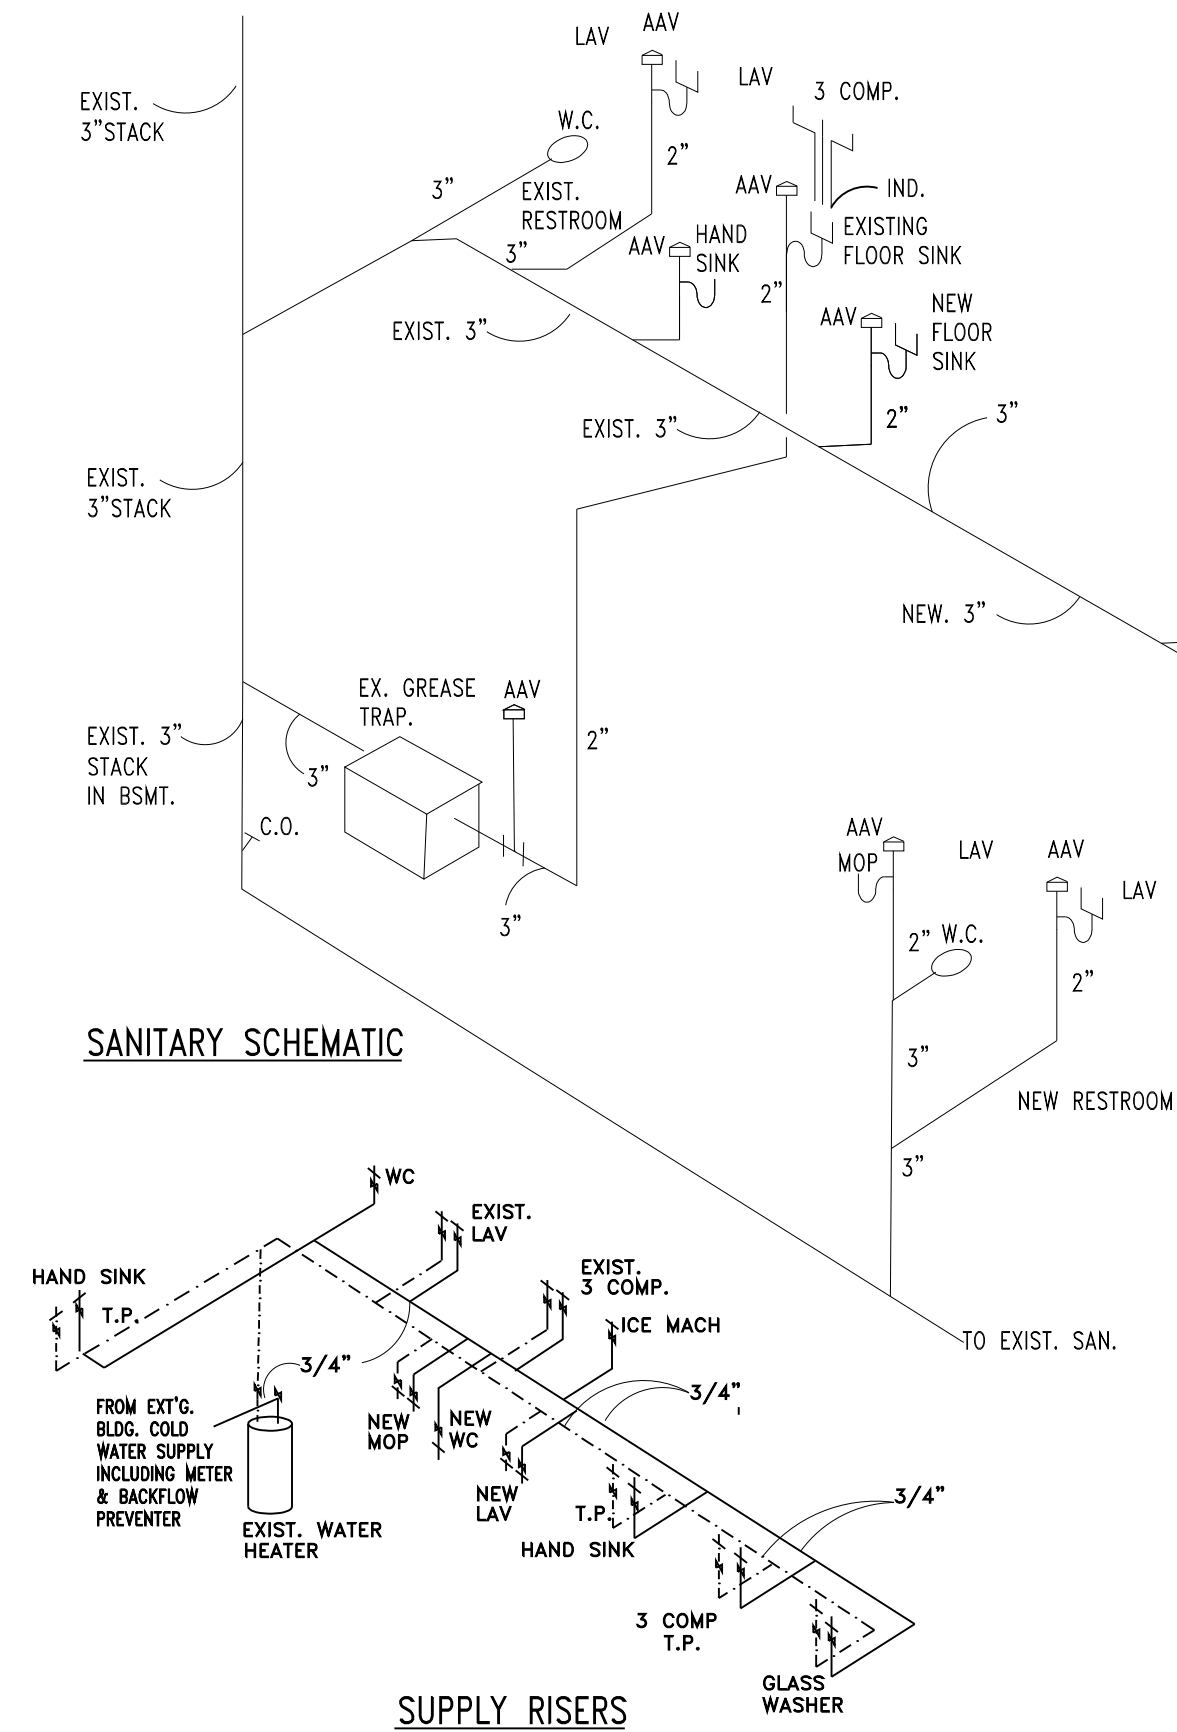 LAV
AAV
EXIST.
3"STACK
LAV
3 COMP.
W.C.
2"
3"
EXIST.
RESTROOM
AAV
IND.
EXISTING
FLOOR SINK
3"
AAV
HAND
SINK
2"
EXIST. 3"
AAV
NEW
FLOOR
SINK
EXIST. 3"
2"
3"
EXIST.
3"STACK
NEW. 3"
EX. GREASE
TRAP.
AAV
EXIST. 3"
STACK
IN BSMT.
3"
2"
C.O.
3"
AAV
MOP
LAV
AAV
LAV
2"
W.C.
2"
3"
NEW RESTROOM
3"
SANITARY SCHEMATIC
TO EXIST. SAN.
WC
EXIST.
LAV
HAND SINK
T.P.
EXIST.
3 COMP.
ICE MACH
3/4"
3/4"
FROM EXT'G.
BLDG. COLD
WATER SUPPLY
INCLUDING METER
& BACKFLOW
PREVENTER
NEW
MOP
NEW
WC
NEW
LAV
EXIST. WATER
HEATER
T.P.
HAND SINK
3/4"
3 COMP
T.P.
GLASS
WASHER
SUPPLY RISERS